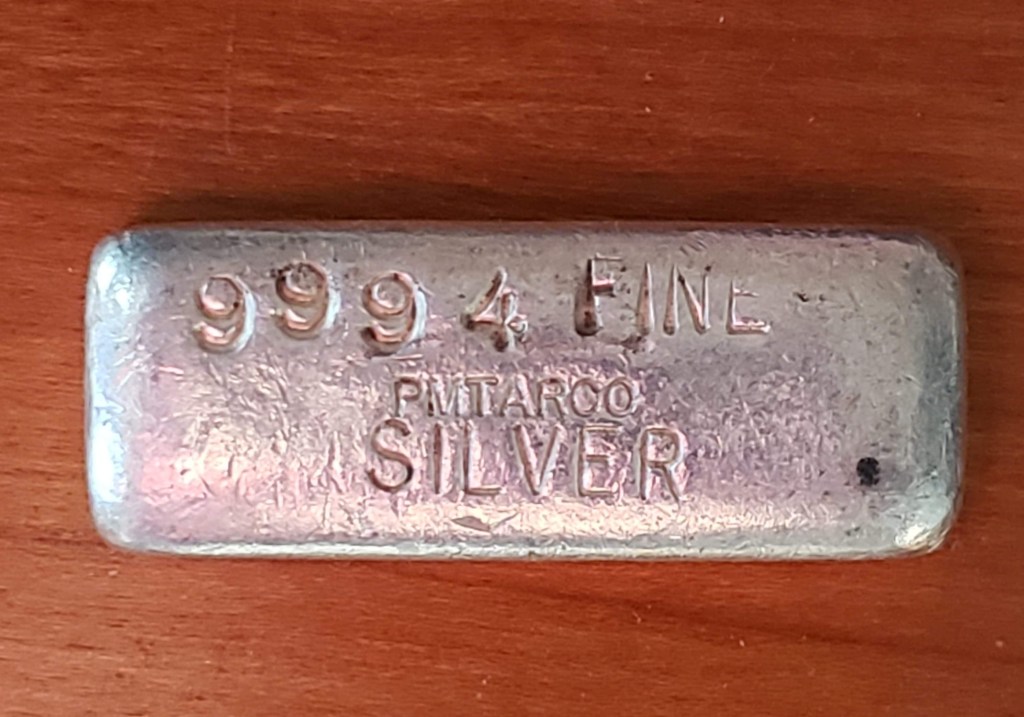 999 4 FINE
PMTARCO
SILVER